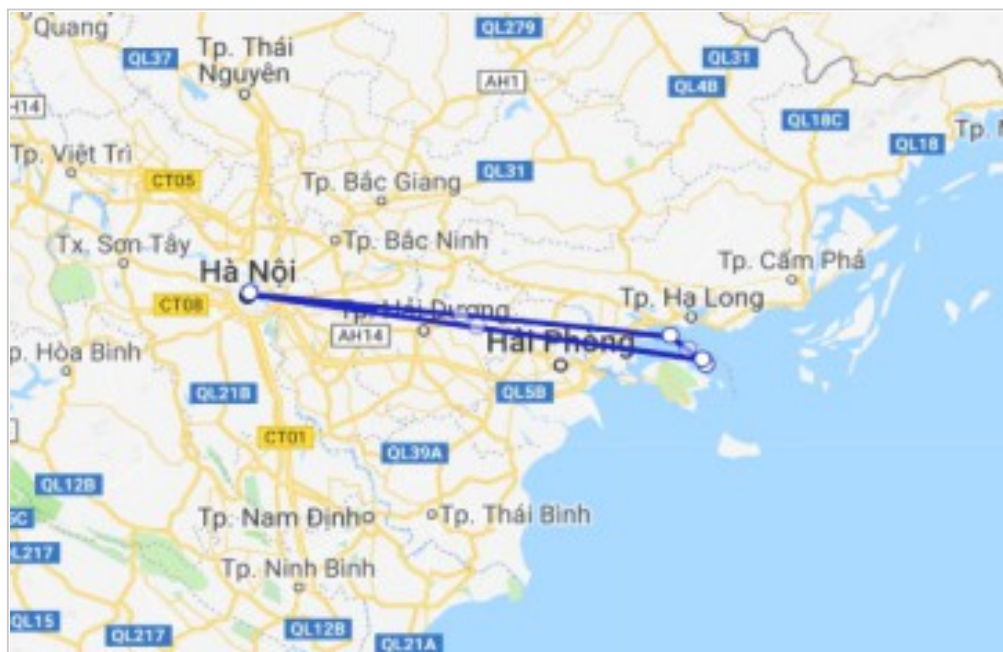 Quang
Tp. Thái
Nguyên
QL37
QL279
AH1
QL31
QL4B
QL18C
QL18
Tp.
H14
Tp. Việt Trì
CT05
Tp. Bắc Giang
QL31
Tx. Sơn Tây
Tp. Bắc Ninh
Hà Nội
CT08
Tp. Hải Dương
AH14
Tp. Cẩm Phả
Tp. Hạ Long
Hải Phòng
p. Hòa Bình
QL21B
QL5B
CT01
QL39A
QL12B
Tp. Nam Định
Tp. Thái Bình
QL217
Tp. Ninh Bình
QL15
QL217
QL12B
QL21A